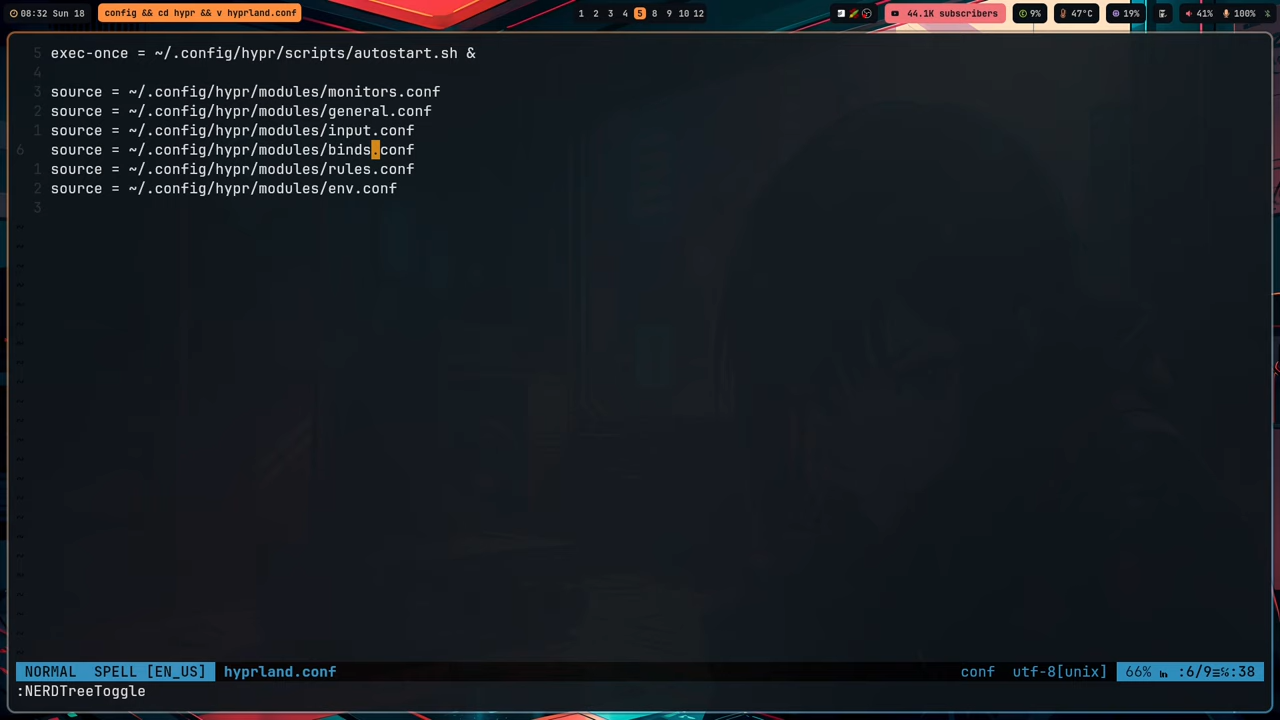 08:32 Sun 18 config && cd hypr && v hyprland.conf 1 2 3 4 5 8 9 10 12 44.1K subscribers 9% 47°C 19% 41% 100%
5 exec-once = ~/.config/hypr/scripts/autostart.sh &
4
3 source = ~/.config/hypr/modules/monitors.conf
2 source = ~/.config/hypr/modules/general.conf
1 source = ~/.config/hypr/modules/input.conf
6 source = ~/.config/hypr/modules/binds.conf
1 source = ~/.config/hypr/modules/rules.conf
2 source = ~/.config/hypr/modules/env.conf
3
NORMAL SPELL [EN_US] hyprland.conf conf utf-8[unix] 66% ㏑ :6/9≡℅:38
:NERDTreeToggle